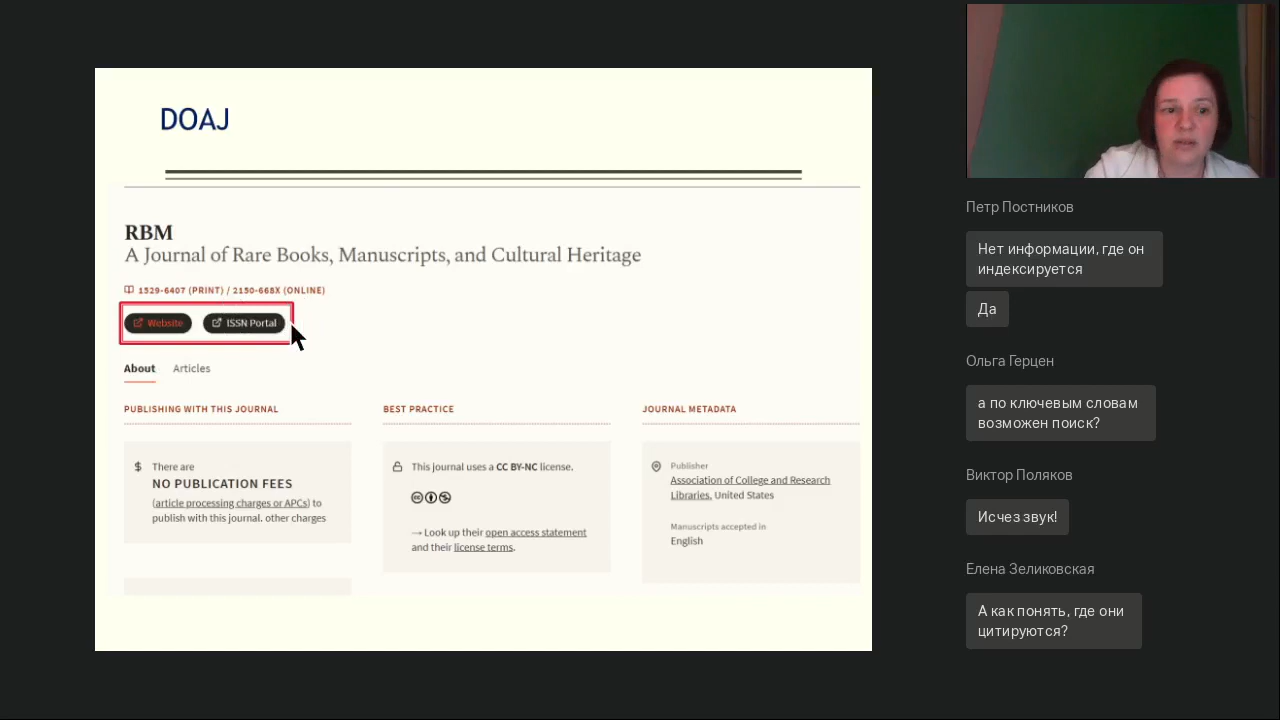 DOAJ
RBM
A Journal of Rare Books, Manuscripts, and Cultural Heritage
1529-6407 (PRINT) / 2150-668X (ONLINE)
Website ISSN Portal
About Articles
PUBLISHING WITH THIS JOURNAL
There are
NO PUBLICATION FEES
(article processing charges or APCs) to
publish with this journal. other charges
BEST PRACTICE
This journal uses a CC BY-NC license.
→ Look up their open access statement
and their license terms.
JOURNAL METADATA
Publisher
Association of College and Research
Libraries, United States
Manuscripts accepted in
English
Петр Постников
Нет информации, где он
индексируется
Да
Ольга Герцен
а по ключевым словам
возможен поиск?
Виктор Поляков
Исчез звук!
Елена Зеликовская
А как понять, где они
цитируются?